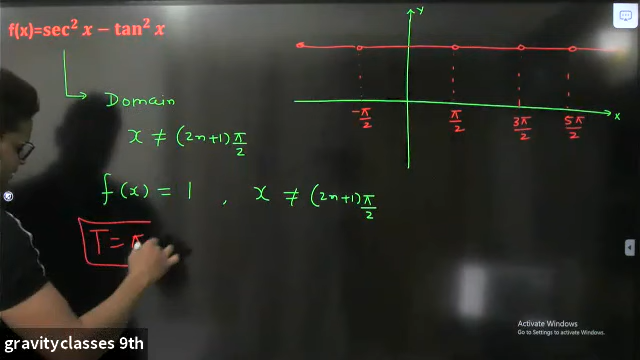 f(x)=sec² x − tan² x
Domain
x ≠ (2n+1)π/2
f(x) = 1 , x ≠ (2n+1)π/2
T = π
y
x
-π/2 π/2 3π/2 5π/2
Activate Windows
Go to Settings to activate Windows.
gravityclasses 9th